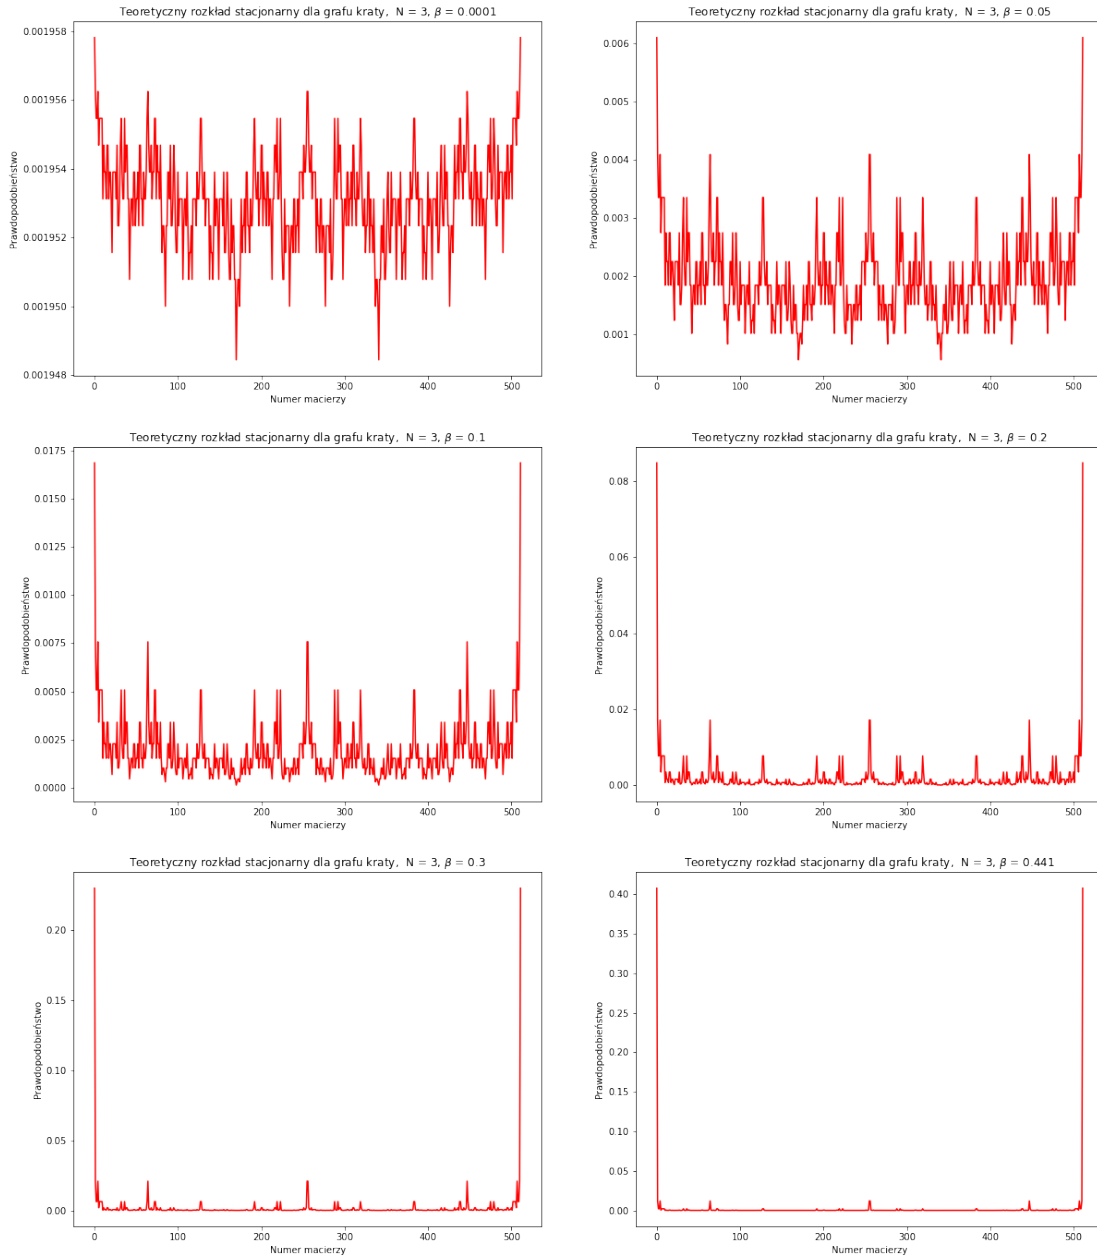 Teoretyczny rozkład stacjonarny dla grafu kraty, N = 3, β = 0.0001
0.001958
0.001956
0.001954
0.001952
0.001950
0.001948
Prawdopodobieństwo
0 100 200 300 400 500
Numer macierzy
Teoretyczny rozkład stacjonarny dla grafu kraty, N = 3, β = 0.05
0.006
0.005
0.004
0.003
0.002
0.001
Prawdopodobieństwo
0 100 200 300 400 500
Numer macierzy
Teoretyczny rozkład stacjonarny dla grafu kraty, N = 3, β = 0.1
0.0175
0.0150
0.0125
0.0100
0.0075
0.0050
0.0025
0.0000
Prawdopodobieństwo
0 100 200 300 400 500
Numer macierzy
Teoretyczny rozkład stacjonarny dla grafu kraty, N = 3, β = 0.2
0.08
0.06
0.04
0.02
0.00
Prawdopodobieństwo
0 100 200 300 400 500
Numer macierzy
Teoretyczny rozkład stacjonarny dla grafu kraty, N = 3, β = 0.3
0.20
0.15
0.10
0.05
0.00
Prawdopodobieństwo
0 100 200 300 400 500
Numer macierzy
Teoretyczny rozkład stacjonarny dla grafu kraty, N = 3, β = 0.441
0.40
0.35
0.30
0.25
0.20
0.15
0.10
0.05
0.00
Prawdopodobieństwo
0 100 200 300 400 500
Numer macierzy